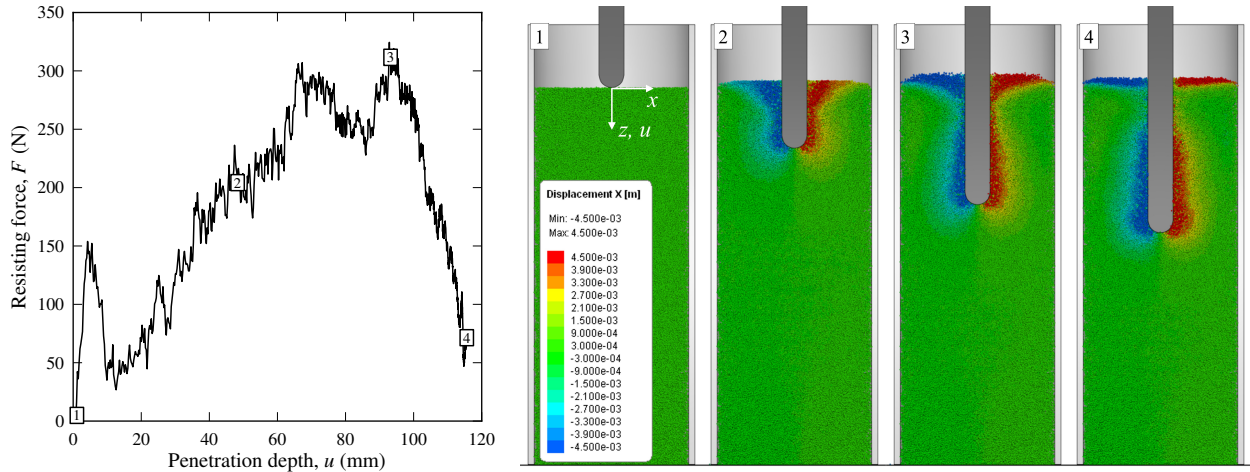 350
300
250
200
150
100
50
0
Resisting force, F (N)
1
2
3
4
0 20 40 60 80 100 120
Penetration depth, u (mm)
1
x
z, u
Displacement X [m]
Min: -4.500e-03
Max: 4.500e-03
4.500e-03
3.900e-03
3.300e-03
2.700e-03
2.100e-03
1.500e-03
9.000e-04
3.000e-04
-3.000e-04
-9.000e-04
-1.500e-03
-2.100e-03
-2.700e-03
-3.300e-03
-3.900e-03
-4.500e-03
2
3
4